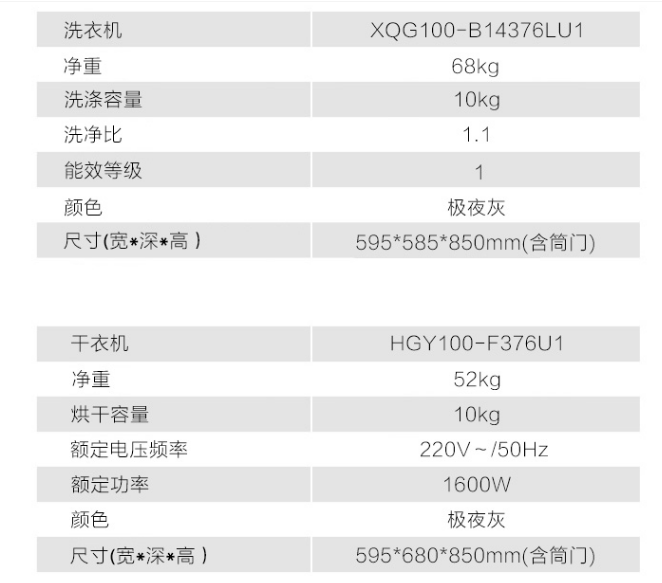 洗衣机 XQG100-B14376LU1
净重 68kg
洗涤容量 10kg
洗净比 1.1
能效等级 1
颜色 极夜灰
尺寸(宽*深*高） 595*585*850mm(含筒门)
干衣机 HGY100-F376U1
净重 52kg
烘干容量 10kg
额定电压频率 220V～/50Hz
额定功率 1600W
颜色 极夜灰
尺寸(宽*深*高） 595*680*850mm(含筒门)